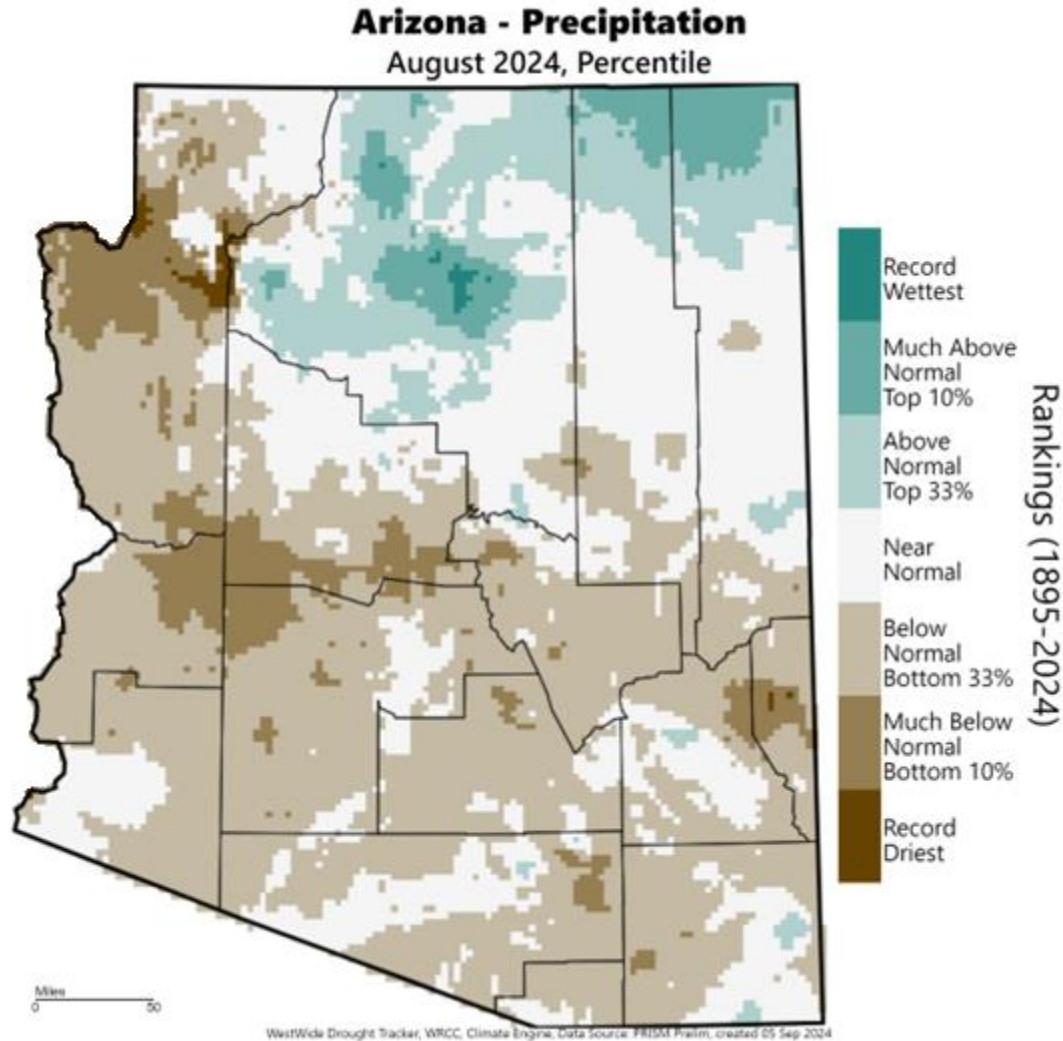 Arizona - Precipitation
August 2024, Percentile
Record
Wettest
Much Above
Normal
Top 10%
Above
Normal
Top 33%
Near
Normal
Below
Normal
Bottom 33%
Much Below
Normal
Bottom 10%
Record
Driest
Rankings (1895-2024)
Miles
0 50
WestWide Drought Tracker, WRCC, Climate Engine, Data Source: PRISM Prelim, created 05 Sep 2024